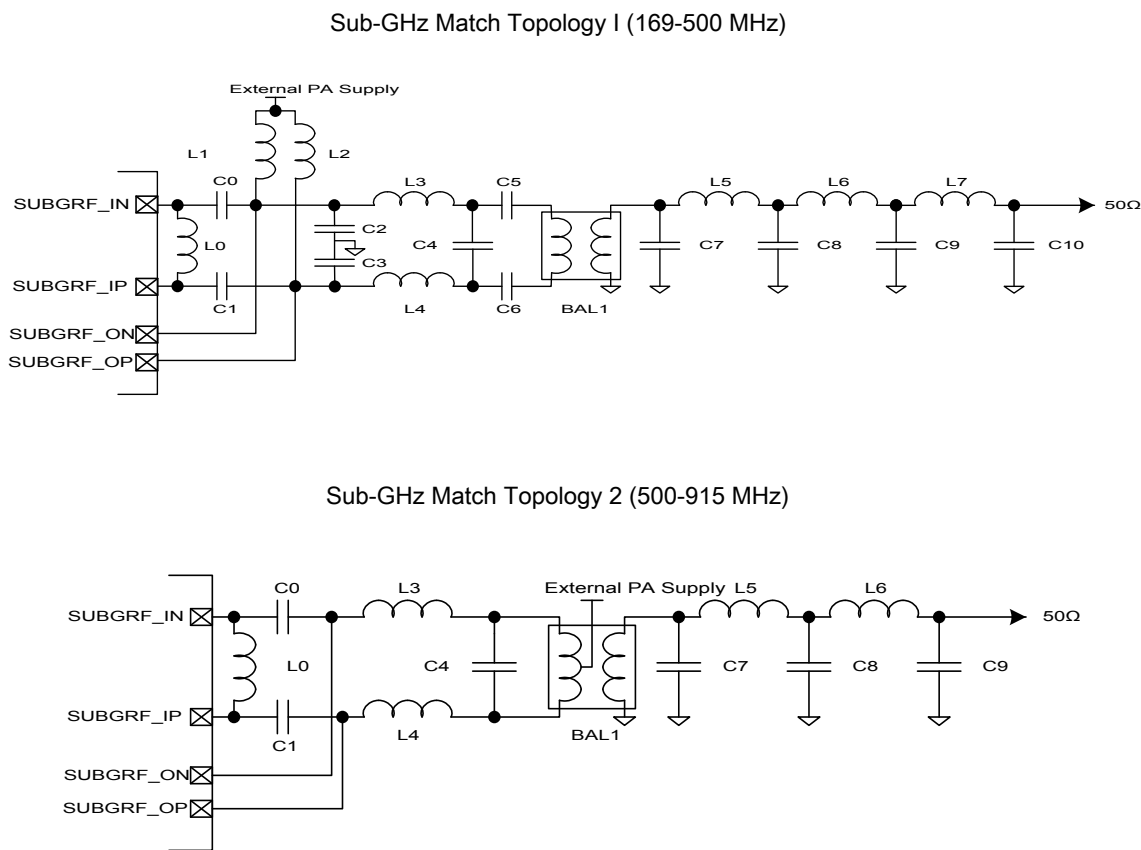 Sub-GHz Match Topology I (169-500 MHz)
External PA Supply
L1
L2
C0
L3
C5
L5
L6
L7
SUBGRF_IN
50Ω
L0
C2
C4
C7
C8
C9
C10
C3
SUBGRF_IP
C1
L4
C6
BAL1
SUBGRF_ON
SUBGRF_OP
Sub-GHz Match Topology 2 (500-915 MHz)
C0
L3
External PA Supply
L5
L6
SUBGRF_IN
50Ω
L0
C4
C7
C8
C9
SUBGRF_IP
C1
L4
BAL1
SUBGRF_ON
SUBGRF_OP